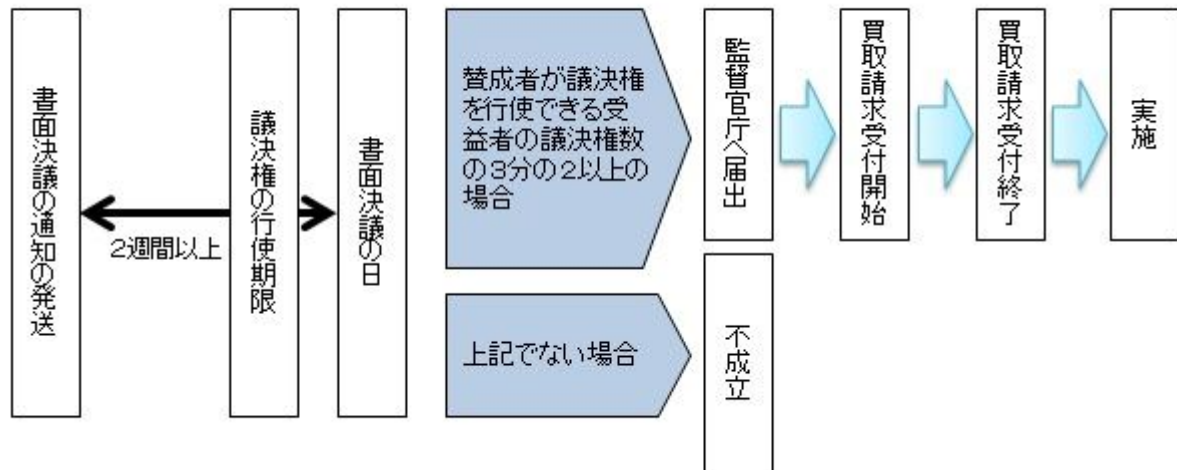 書面決議の通知の発送
2週間以上
議決権の行使期限
書面決議の日
賛成者が議決権
を行使できる受
益者の議決権数
の3分の2以上の
場合
上記でない場合
監督官庁へ届出
不成立
買取請求受付開始
買取請求受付終了
実施